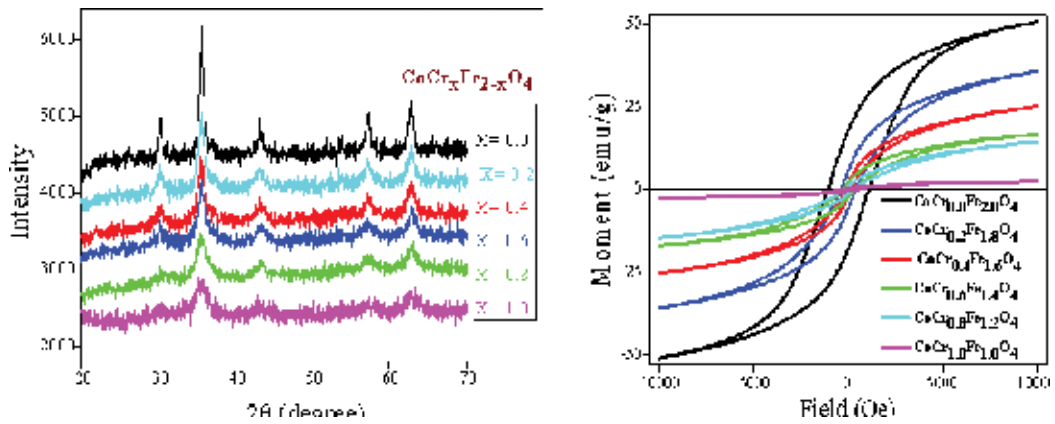 Intensity
6000
5000
4000
3000
2000
CoCrxFe2-xO4
X= 0.0
X= 0.2
X= 0.4
X= 0.6
X= 0.8
X= 1.0
20 30 40 50 60 70
2θ (degree)
Moment (emu/g)
50
25
0
25
-50
CoCr0.0Fe2.0O4
CoCr0.2Fe1.8O4
CoCr0.4Fe1.6O4
CoCr0.6Fe1.4O4
CoCr0.8Fe1.2O4
CoCr1.0Fe1.0O4
10000 5000 0 5000 1000
Field (Oe)